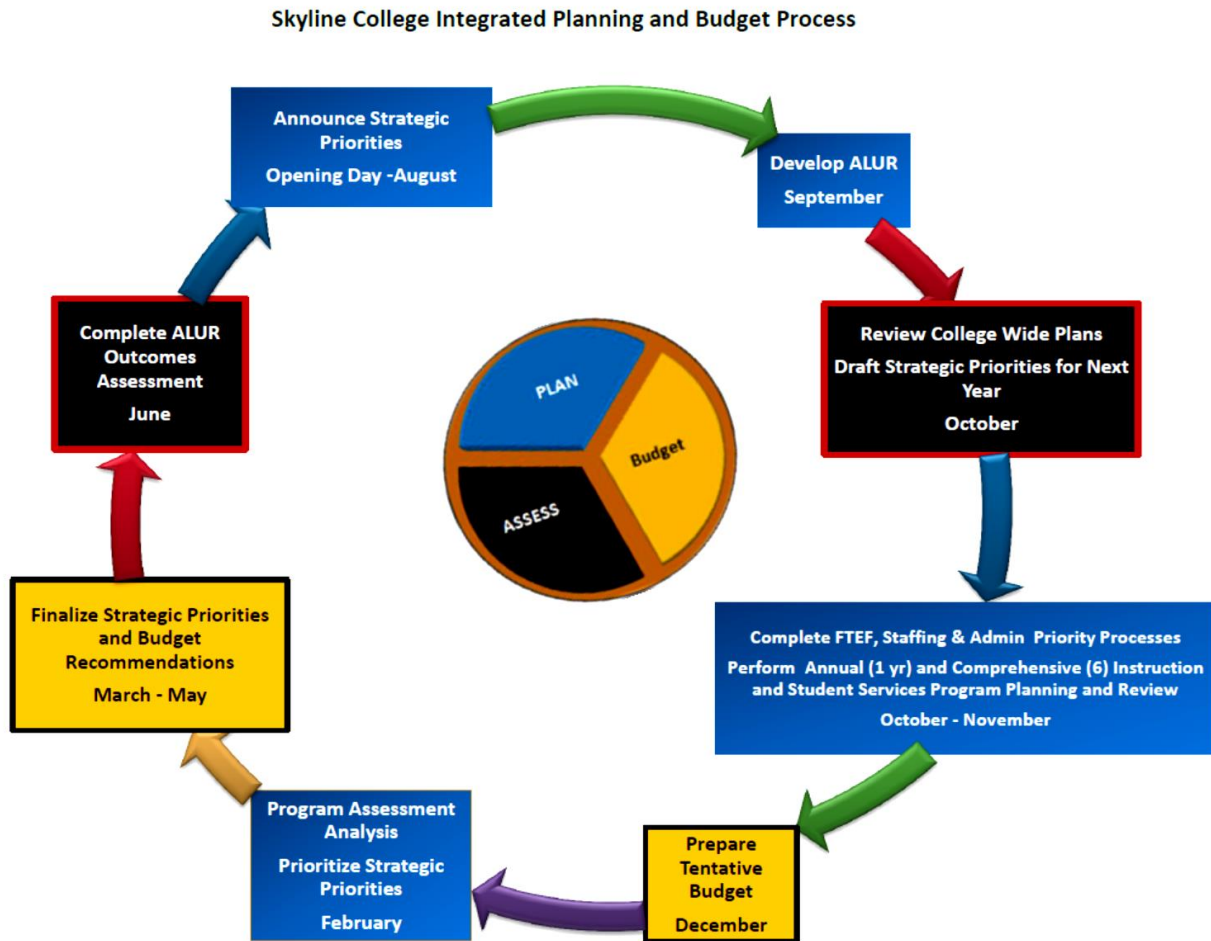 Skyline College Integrated Planning and Budget Process
Announce Strategic
Priorities
Opening Day -August
Develop ALUR
September
Review College Wide Plans
Draft Strategic Priorities for Next
Year
October
Complete FTEF, Staffing & Admin Priority Processes
Perform Annual (1 yr) and Comprehensive (6) Instruction
and Student Services Program Planning and Review
October - November
Prepare
Tentative
Budget
December
Program Assessment
Analysis
Prioritize Strategic
Priorities
February
Finalize Strategic Priorities
and Budget
Recommendations
March - May
Complete ALUR
Outcomes
Assessment
June
PLAN
Budget
ASSESS